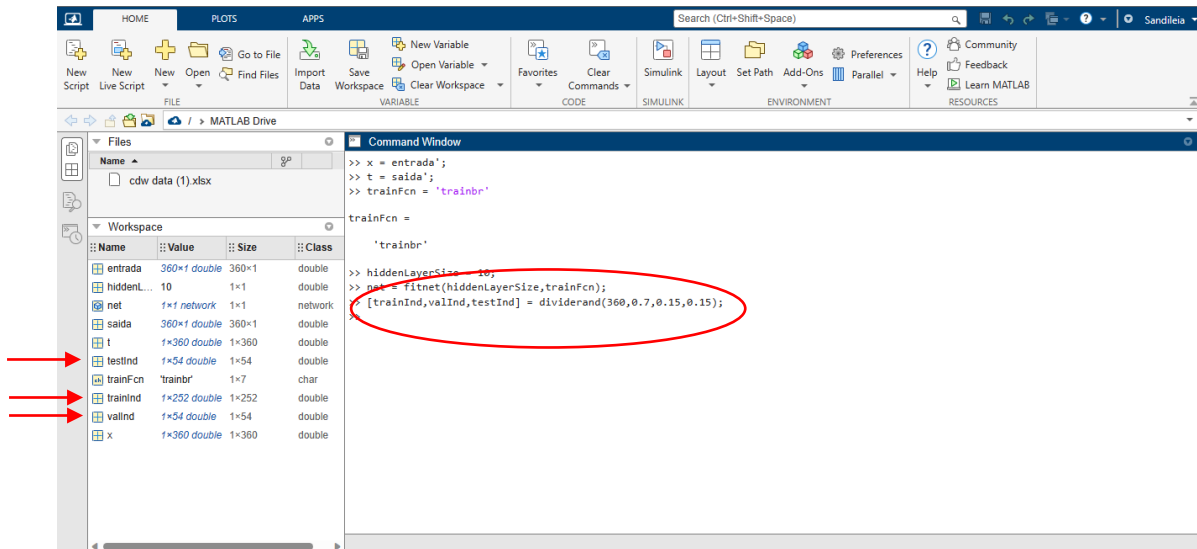 HOME PLOTS APPS Search (Ctrl+Shift+Space) Sandileia
New Script
New Live Script
New
Open
Go to File
Find Files
FILE
Import Data
Save Workspace
New Variable
Open Variable
Clear Workspace
VARIABLE
Favorites
Clear Commands
CODE
Simulink
SIMULINK
Layout
Set Path
Add-Ons
Preferences
Parallel
ENVIRONMENT
Help
Community
Feedback
Learn MATLAB
RESOURCES
/ > MATLAB Drive
Files
Name
cdw data (1).xlsx
Workspace
Name Value Size Class
entrada 360×1 double 360×1 double
hiddenL... 10 1×1 double
net 1×1 network 1×1 network
saida 360×1 double 360×1 double
t 1×360 double 1×360 double
testInd 1×54 double 1×54 double
trainFcn 'trainbr' 1×7 char
trainInd 1×252 double 1×252 double
valInd 1×54 double 1×54 double
x 1×360 double 1×360 double
Command Window
>> x = entrada';
>> t = saida';
>> trainFcn = 'trainbr'
trainFcn =
'trainbr'
>> hiddenLayerSize = 10;
>> net = fitnet(hiddenLayerSize,trainFcn);
>> [trainInd,valInd,testInd] = dividerand(360,0.7,0.15,0.15);
>>